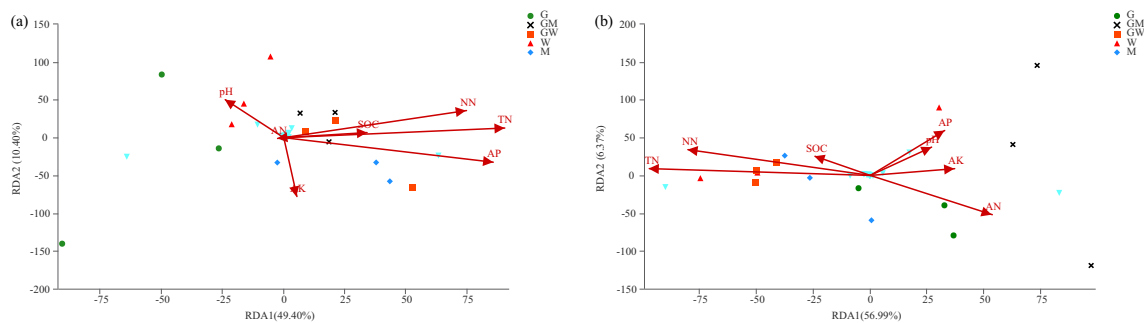 (a)
G
GM
GW
W
M
150
100
50
0
-50
-100
-150
-200
RDA2 (10.40%)
pH
AN
SOC
NN
TN
AP
AK
-75
-50
-25
0
25
50
75
RDA1(49.40%)
(b)
G
GM
GW
W
M
200
150
100
50
0
-50
-100
-150
RDA2 (6.37%)
TN
NN
SOC
AP
pH
AK
AN
-75
-50
-25
0
25
50
75
RDA1(56.99%)